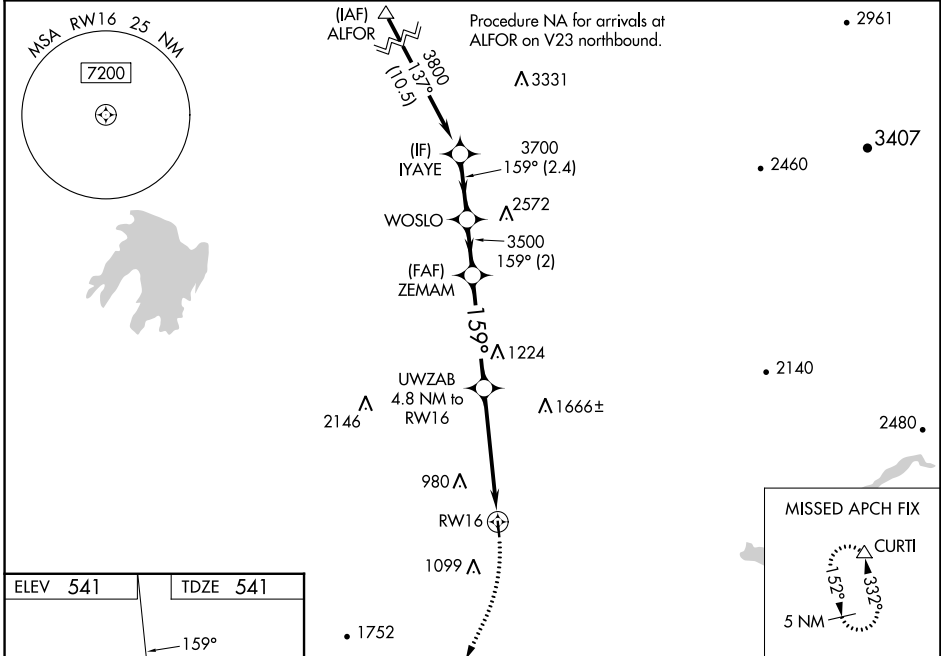 MSA RW16 25 NM
7200
(IAF)
ALFOR
3800
137°
(10.5)
Procedure NA for arrivals at
ALFOR on V23 northbound.
2961
3331
3407
(IF)
IYAYE
3700
159° (2.4)
2460
WOSLO
2572
3500
159° (2)
(FAF)
ZEMAM
159°
1224
2140
UWZAB
4.8 NM to
RW16
2146
1666±
2480
980
RW16
1099
MISSED APCH FIX
CURTI
152°
332°
5 NM
ELEV 541
TDZE 541
159°
1752